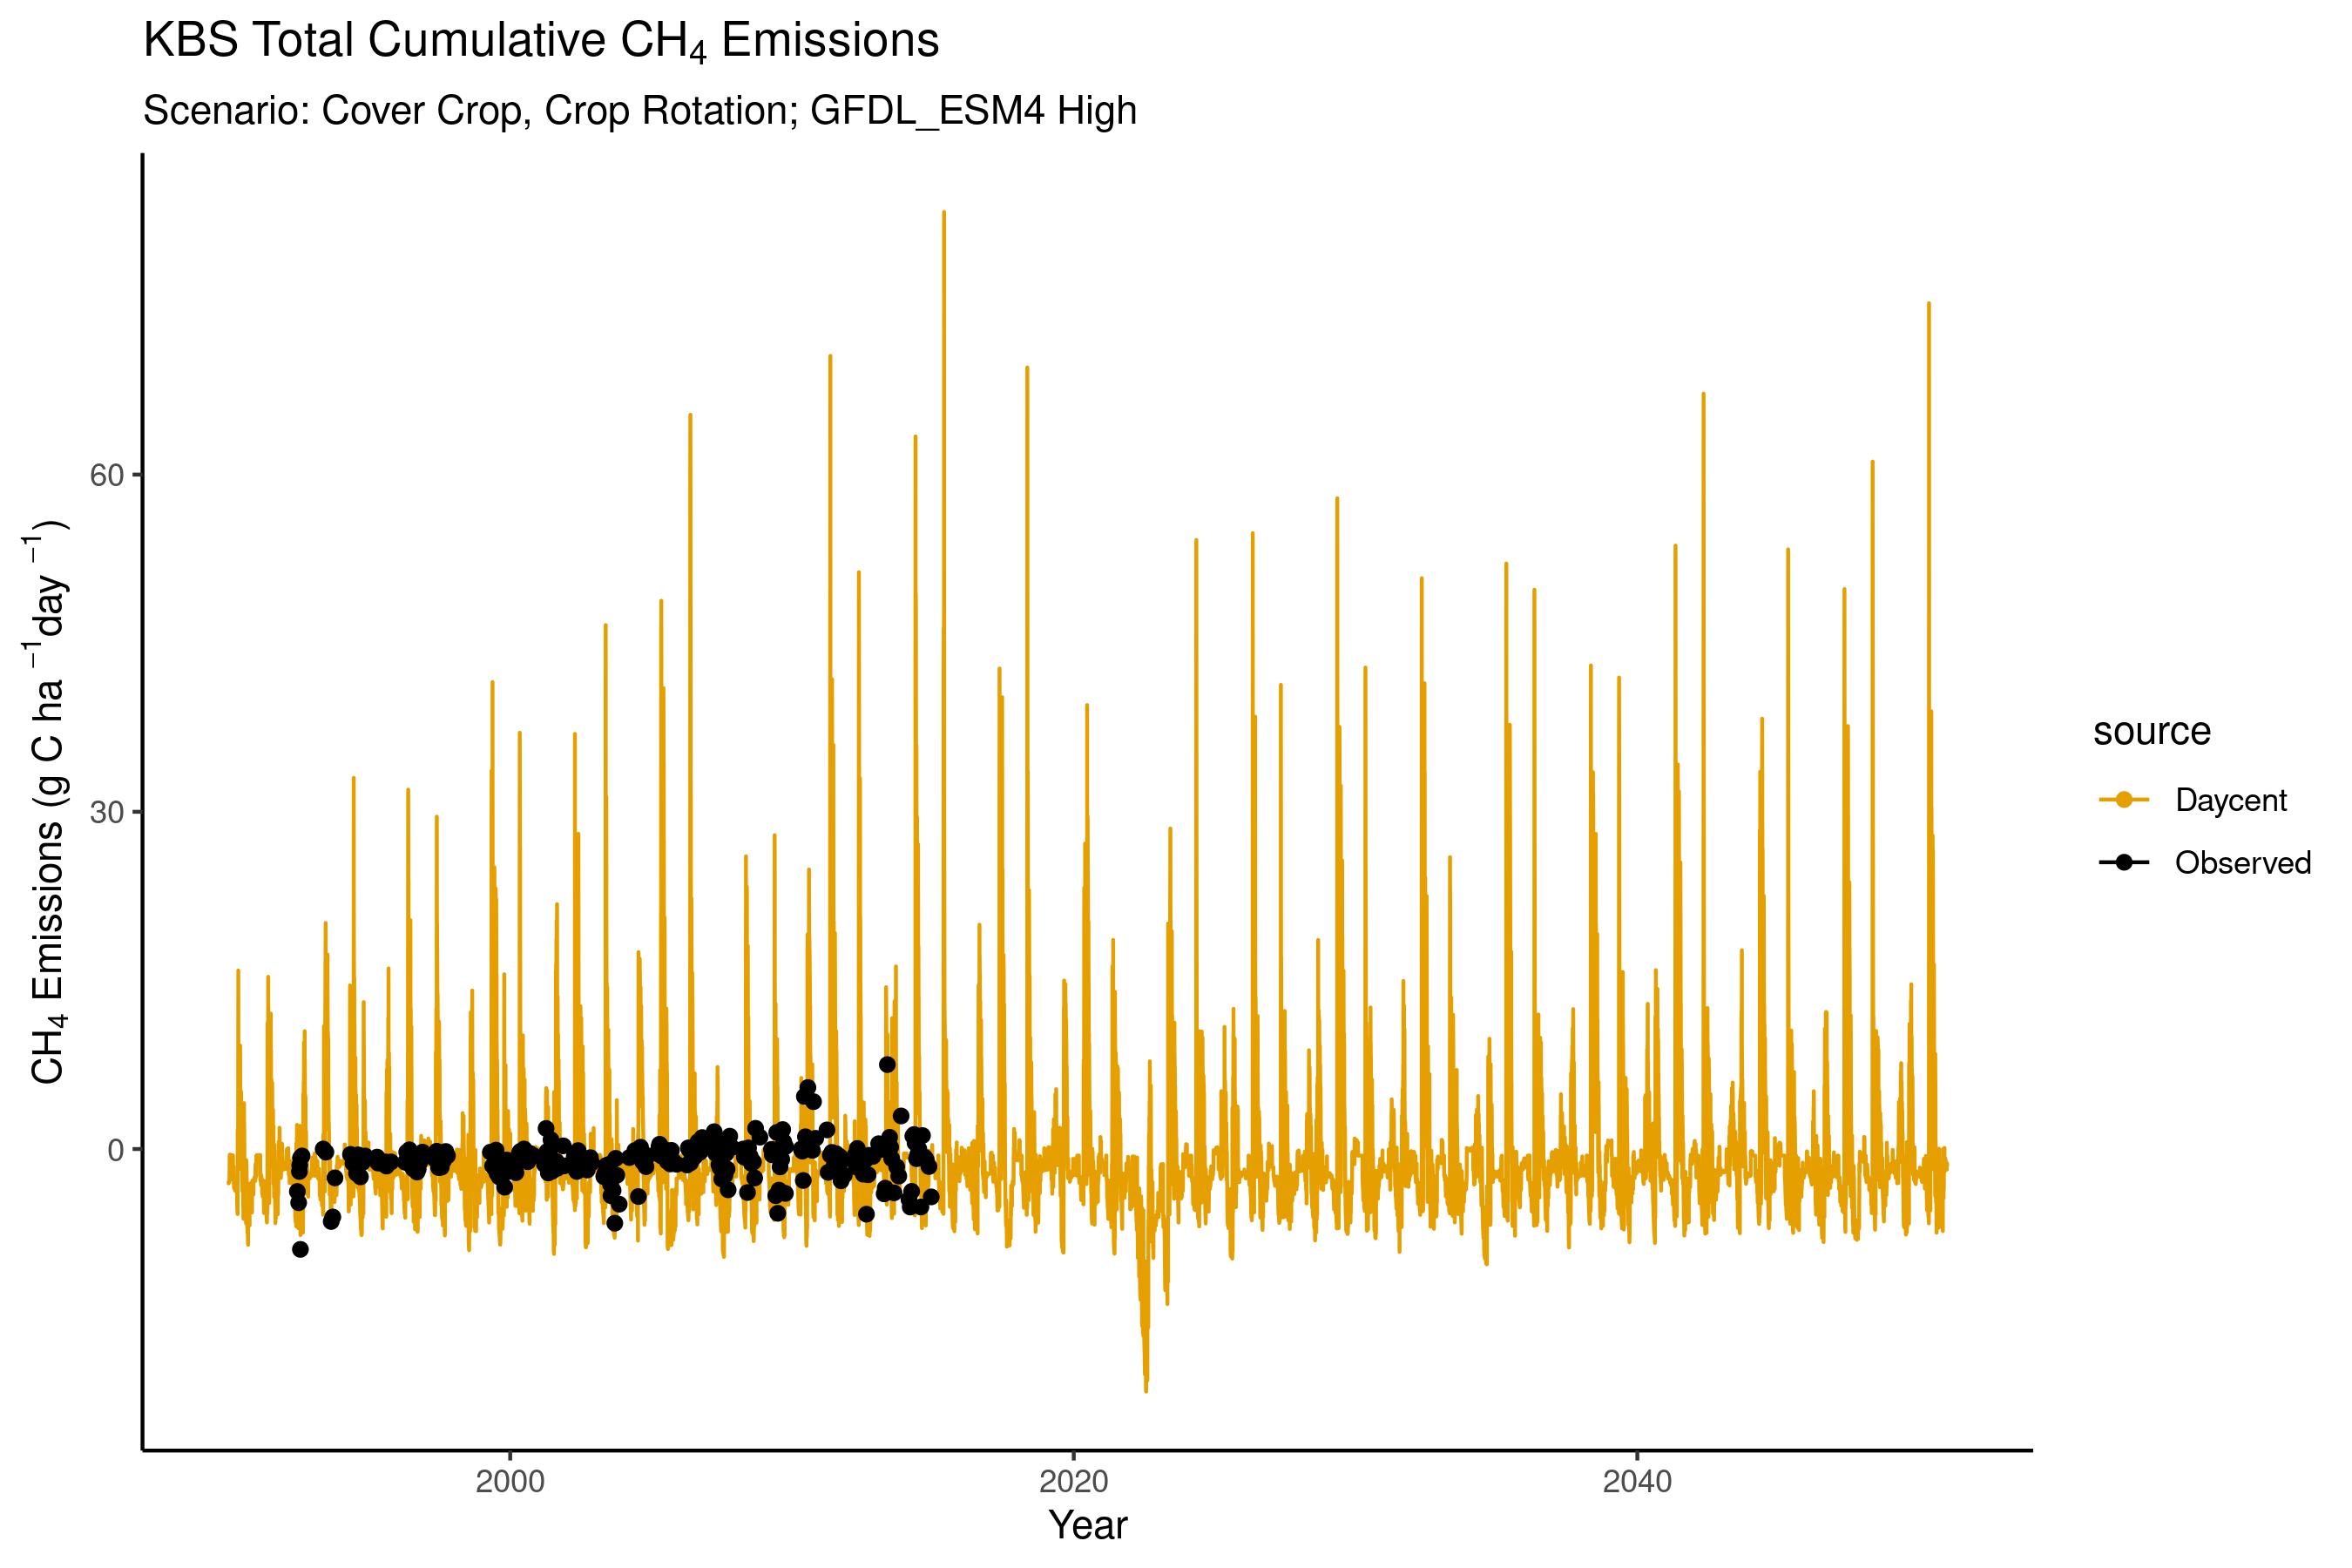 KBS Total Cumulative CH₄ Emissions
Scenario: Cover Crop, Crop Rotation; GFDL_ESM4 High
CH₄ Emissions (g C ha ⁻¹day ⁻¹)
60
30
0
2000
2020
2040
Year
source
Daycent
Observed